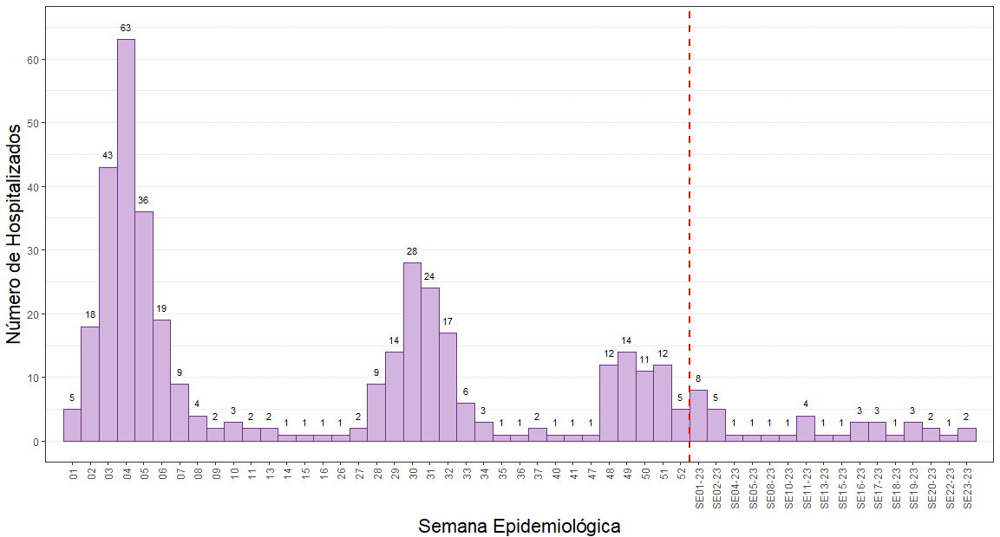 Número de Hospitalizados
60
50
40
30
20
10
0
5 18 43 63 36 19 9 4 2 3 2 2 1 1 1 1 2 9 14 28 24 17 6 3 1 1 2 1 1 1 12 14 11 12 5 8 5 1 1 1 1 4 1 1 3 3 1 3 2 1 2
01 02 03 04 05 06 07 08 09 10 11 13 14 15 16 26 27 28 29 30 31 32 33 34 35 36 37 40 41 47 48 49 50 51 52 SE01-23 SE02-23 SE04-23 SE05-23 SE08-23 SE10-23 SE11-23 SE13-23 SE15-23 SE16-23 SE17-23 SE18-23 SE19-23 SE20-23 SE22-23 SE23-23
Semana Epidemiológica